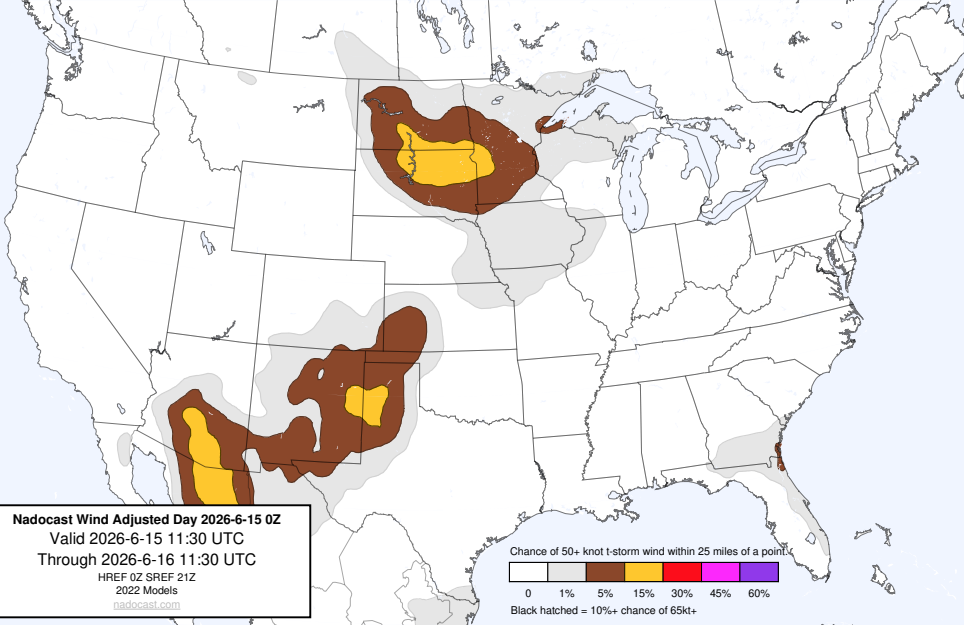 Nadocast Wind Adjusted Day 2026-6-15 0Z
Valid 2026-6-15 11:30 UTC
Through 2026-6-16 11:30 UTC
HREF 0Z SREF 21Z
2022 Models
nadocast.com
Chance of 50+ knot t-storm wind within 25 miles of a point.
0 1% 5% 15% 30% 45% 60%
Black hatched = 10%+ chance of 65kt+